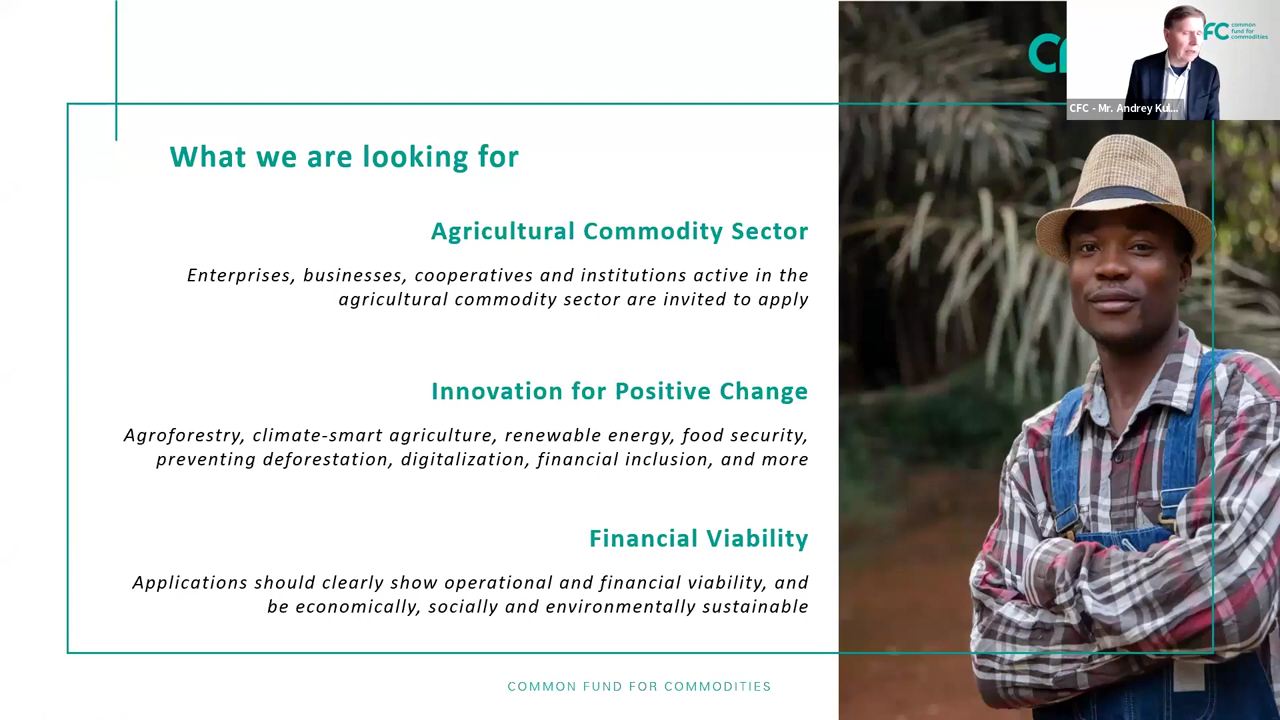 What we are looking for
Agricultural Commodity Sector
Enterprises, businesses, cooperatives and institutions active in the
agricultural commodity sector are invited to apply
Innovation for Positive Change
Agroforestry, climate-smart agriculture, renewable energy, food security,
preventing deforestation, digitalization, financial inclusion, and more
Financial Viability
Applications should clearly show operational and financial viability, and
be economically, socially and environmentally sustainable
COMMON FUND FOR COMMODITIES
FC
common
fund for
commodities
CFC - Mr. Andrey Kul...